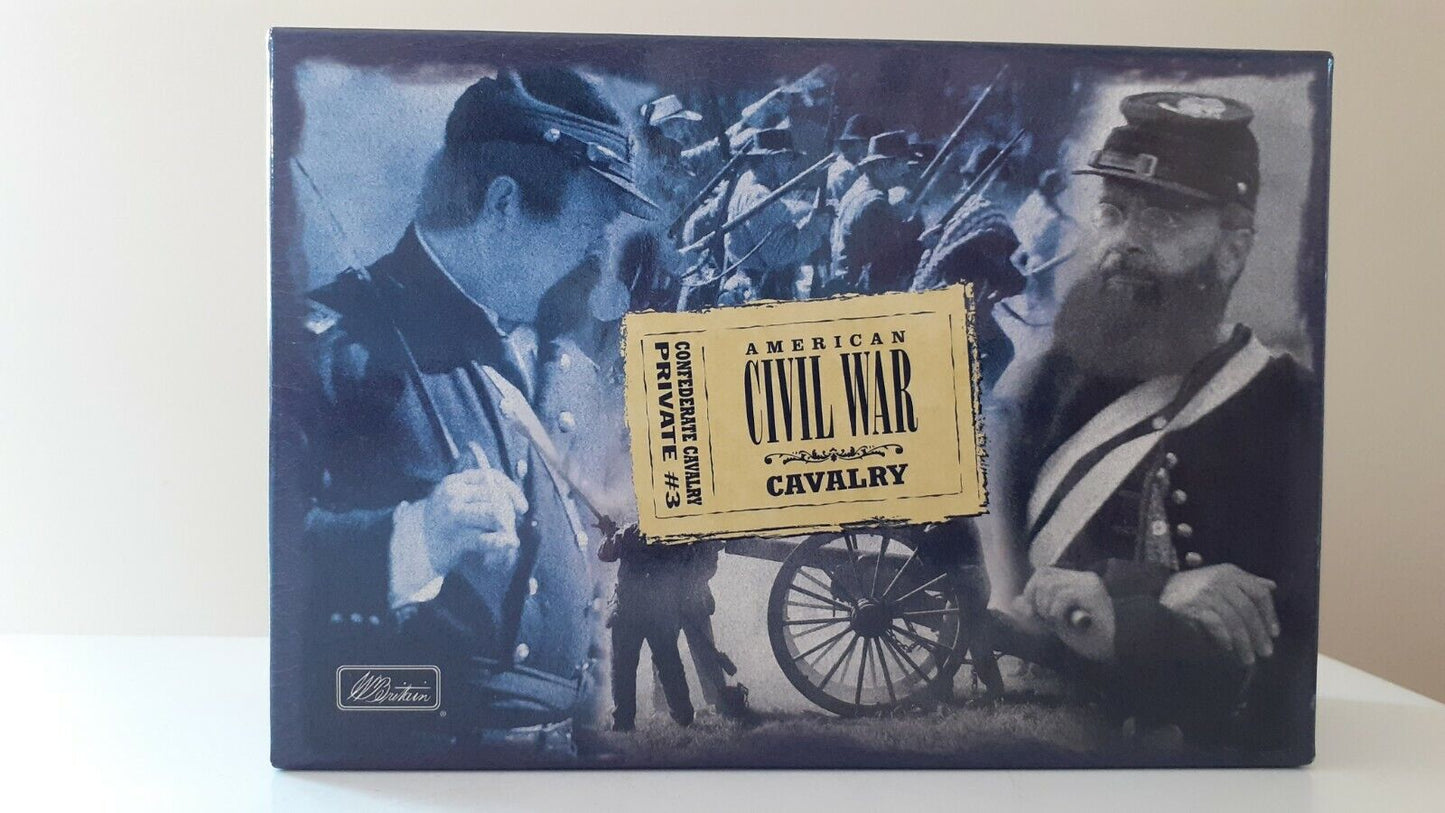 AMERICAN
CIVIL WAR
CAVALRY
CONFEDERATE CAVALRY
PRIVATE #3
W Britain
®